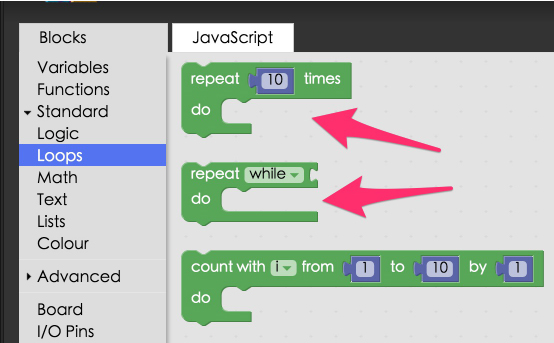 Blocks
JavaScript
Variables
Functions
Standard
Logic
Loops
Math
Text
Lists
Colour
Advanced
Board
I/O Pins
repeat 10 times
do
repeat while
do
count with i from 1 to 10 by 1
do